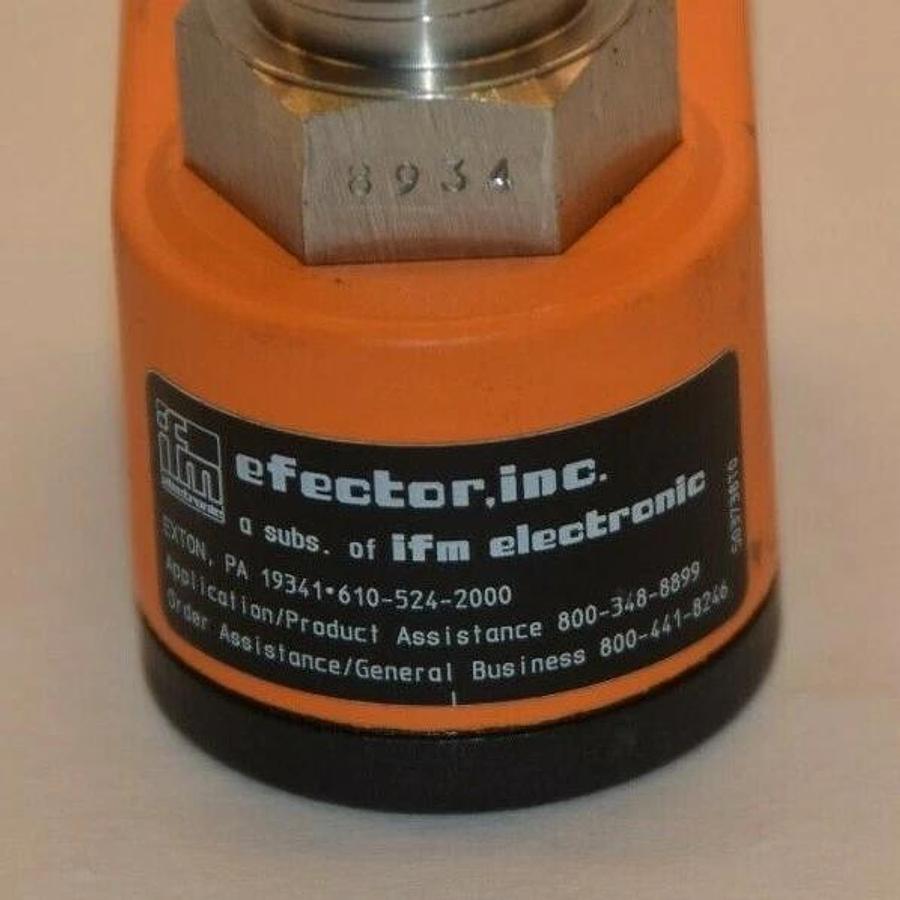 8934
ifm
electronic
efector,inc.
a subs. of ifm electronic
EXTON, PA 19341•610-524-2000
Application/Product Assistance 800-348-8899
Order Assistance/General Business 800-441-8246